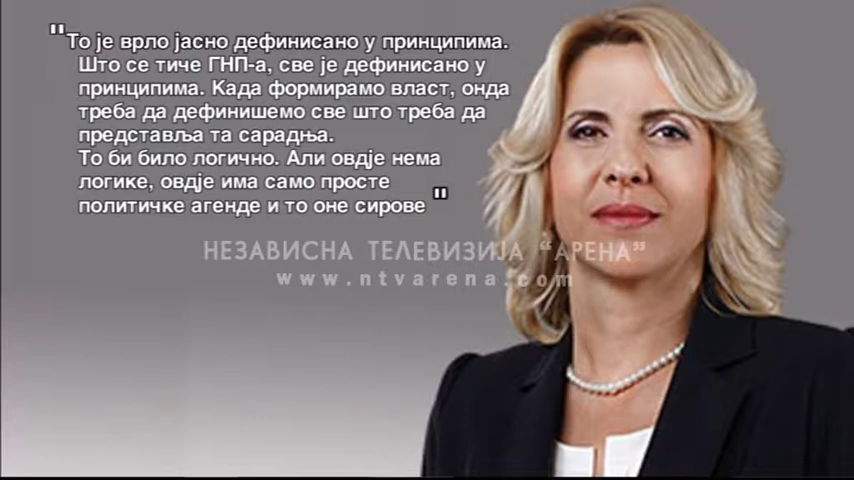 "То је врло јасно дефинисано у принципима.
Што се тиче ГНП-а, све је дефинисано у
принципима. Када формирамо власт, онда
треба да дефинишемо све што треба да
представља та сарадња.
То би било логично. Али овдје нема
логике, овдје има само просте
политичке агенде и то оне сирове"
НЕЗАВИСНА ТЕЛЕВИЗИЈА "АРЕНА"
www.ntvarena.com